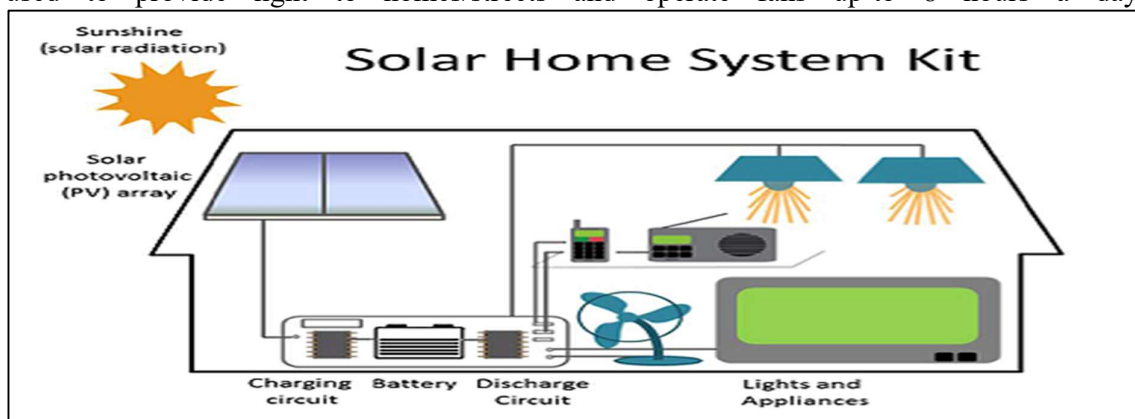 Sunshine
(solar radiation)
Solar Home System Kit
Solar
photovoltaic
(PV) array
Charging
circuit
Battery
Discharge
Circuit
Lights and
Appliances